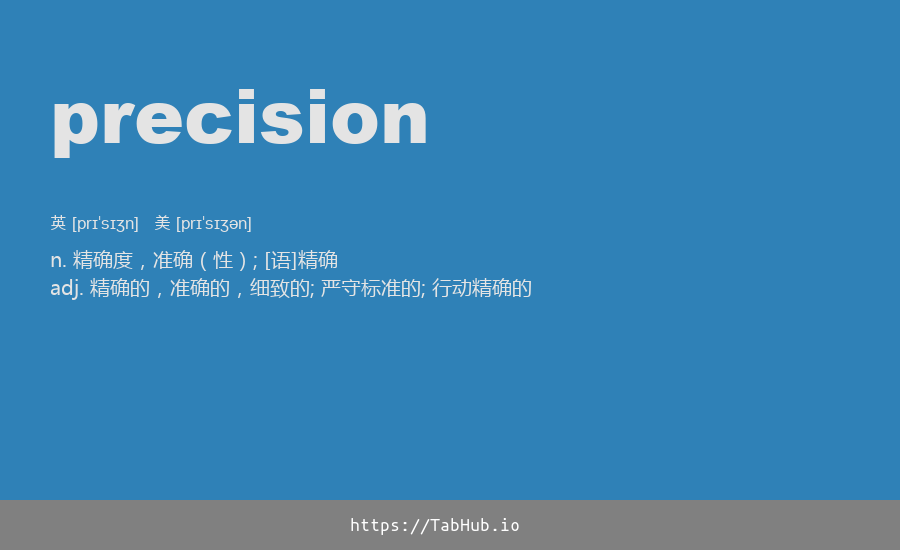 precision
英 [prɪˈsɪʒn] 美 [prɪˈsɪʒən]
n. 精确度，准确（性）; [语]精确
adj. 精确的，准确的，细致的; 严守标准的; 行动精确的
https://TabHub.io